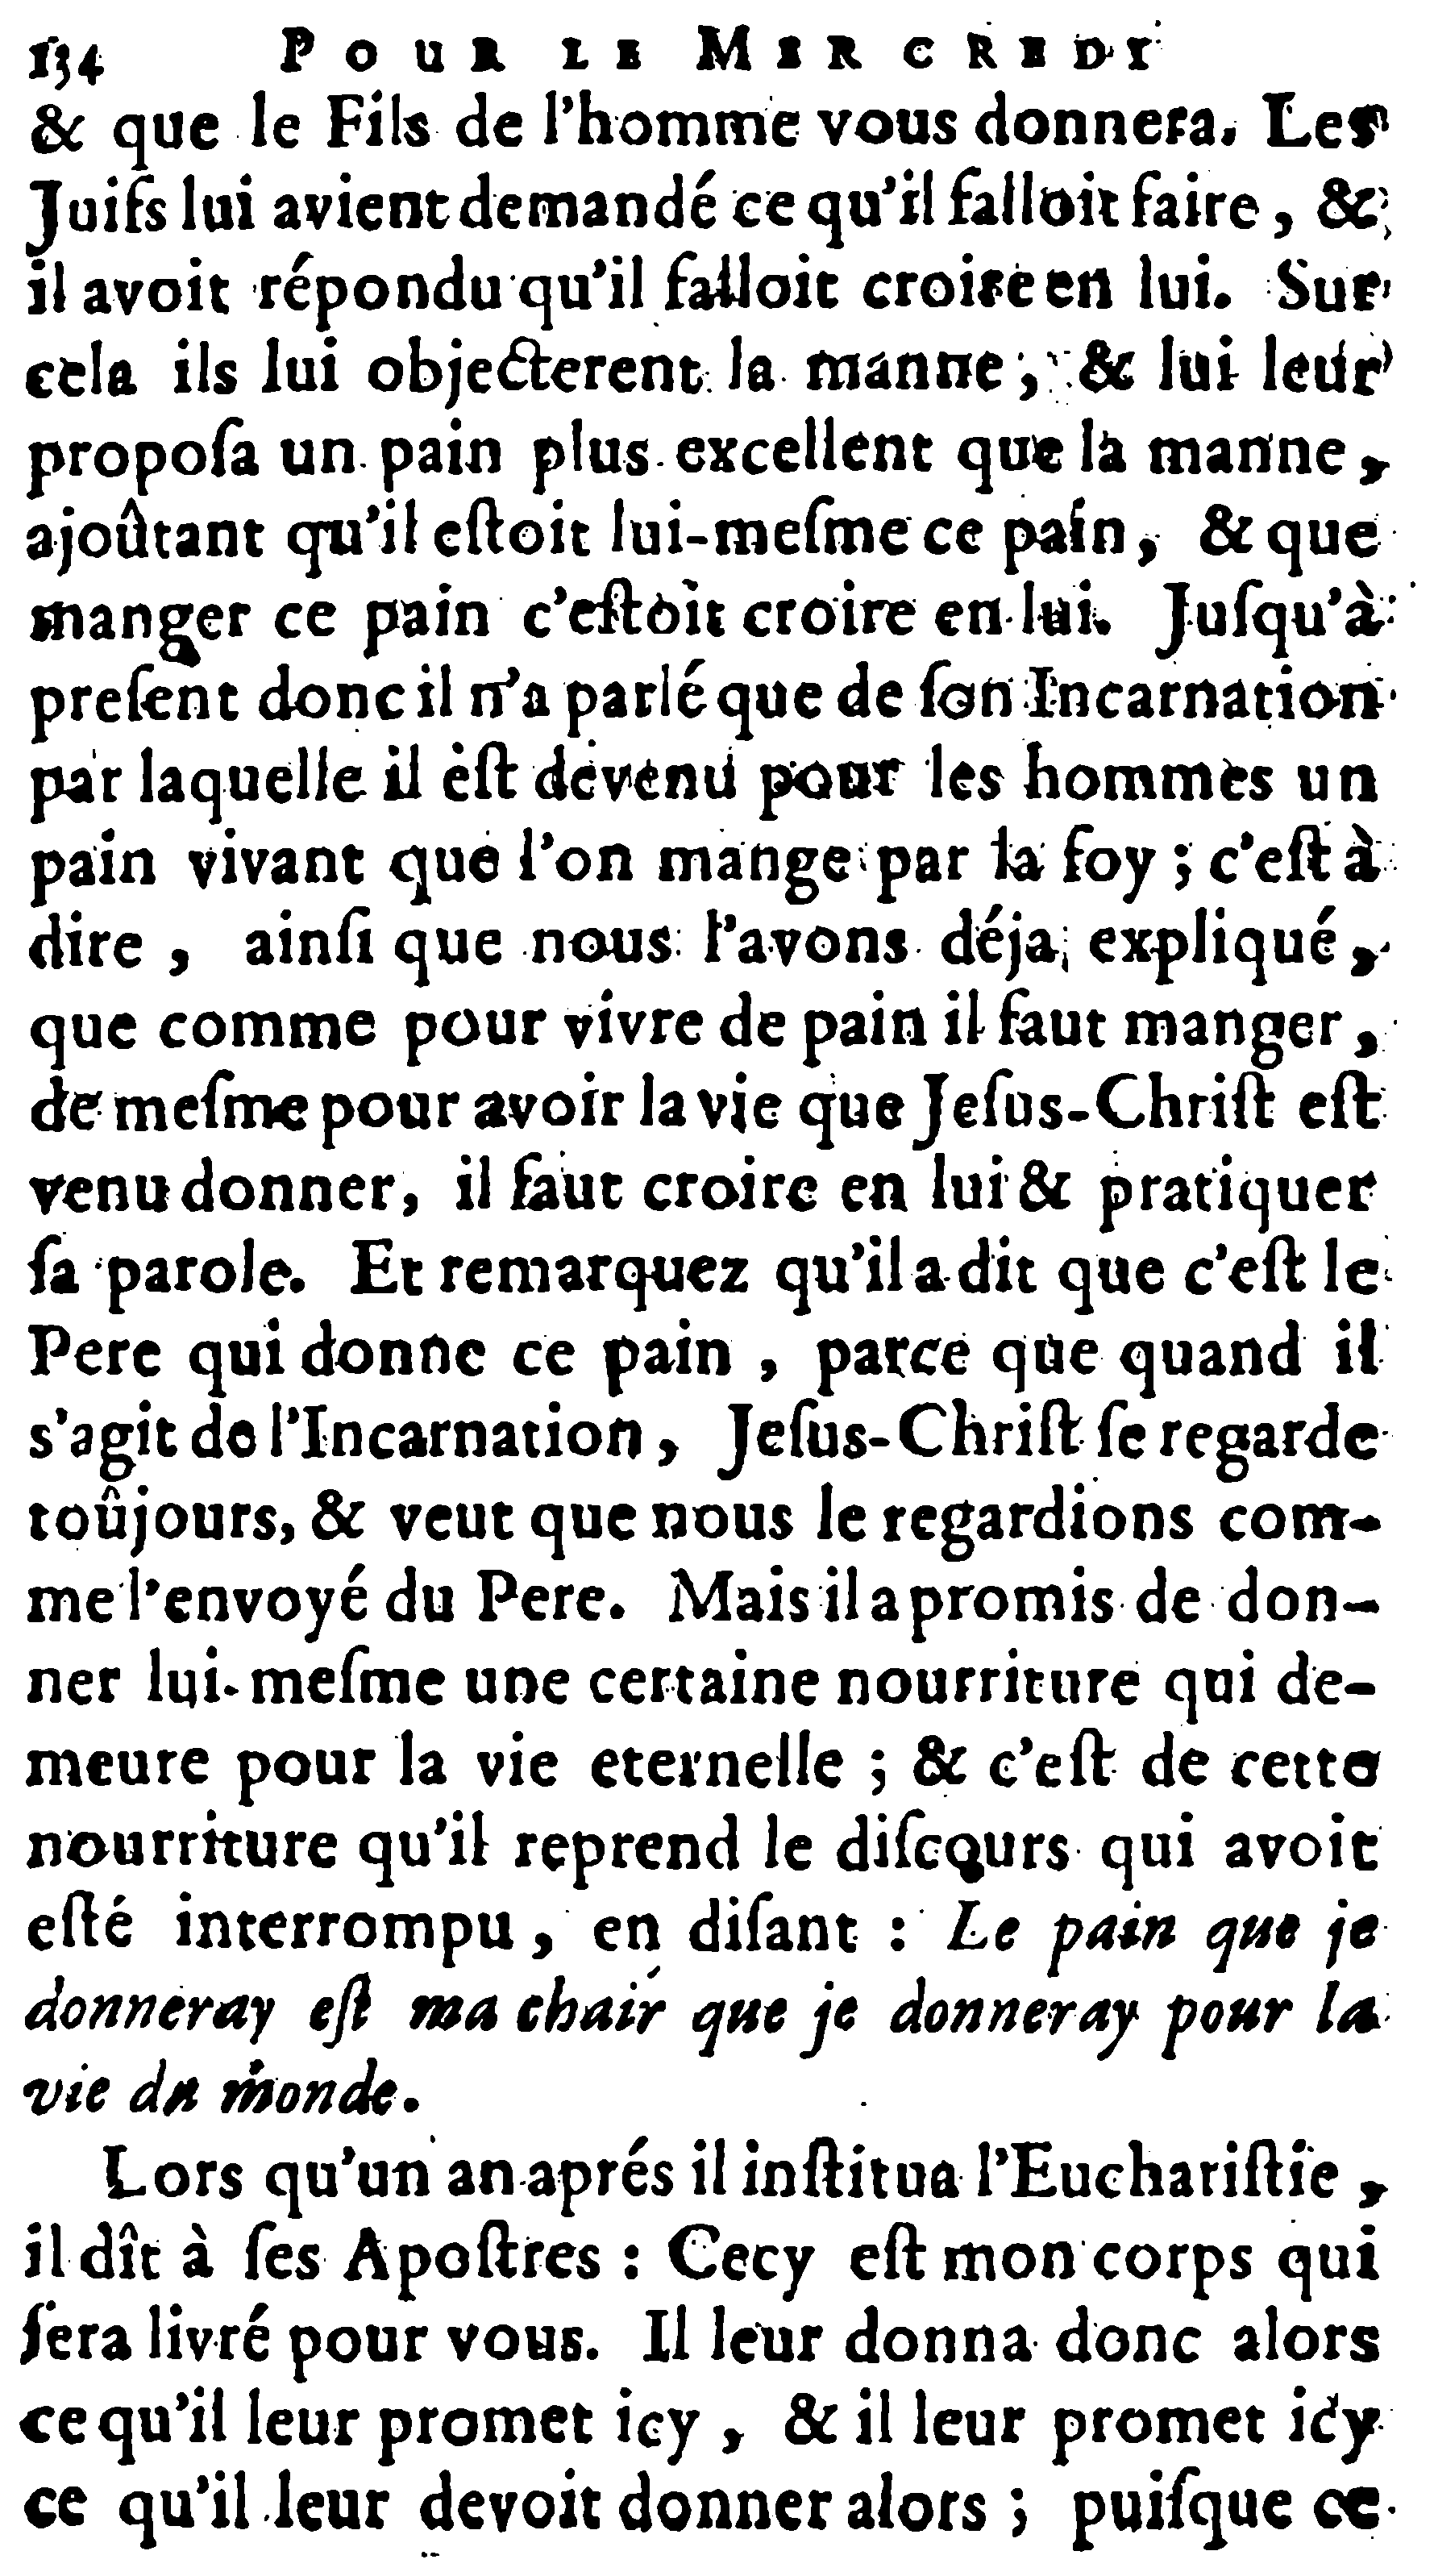 134 POUR LE MERCREDI
& que le Fils de l'homme vous donnera. Les
Juifs lui avient demandé ce qu'il falloit faire, &
il avoit répondu qu'il falloit croire en lui. Sur
cela ils lui objecterent la manne, & lui leur
propoſa un pain plus excellent que la manne,
ajoûtant qu'il eſtoit lui-meſme ce pain, & que
manger ce pain c'eſtoit croire en lui. Juſqu'à
preſent donc il n'a parlé que de ſon Incarnation
par laquelle il eſt devenu pour les hommes un
pain vivant que l'on mange par la foy ; c'eſt à
dire, ainſi que nous l'avons déja expliqué,
que comme pour vivre de pain il faut manger,
de meſme pour avoir la vie que Jeſus-Chriſt eſt
venu donner, il faut croire en lui & pratiquer
ſa parole. Et remarquez qu'il a dit que c'eſt le
Pere qui donne ce pain, parce que quand il
s'agit de l'Incarnation, Jeſus-Chriſt ſe regarde
toûjours, & veut que nous le regardions com-
me l'envoyé du Pere. Mais il a promis de don-
ner lui-meſme une certaine nourriture qui de-
meure pour la vie eternelle ; & c'eſt de cette
nourriture qu'il reprend le diſcours qui avoit
eſté interrompu, en diſant : Le pain que je
donneray eſt ma chair que je donneray pour la
vie du monde.
Lors qu'un an aprés il inſtitua l'Euchariſtie,
il dît à ſes Apoſtres : Cecy eſt mon corps qui
ſera livré pour vous. Il leur donna donc alors
ce qu'il leur promet icy, & il leur promet icy
ce qu'il leur devoit donner alors ; puiſque ce